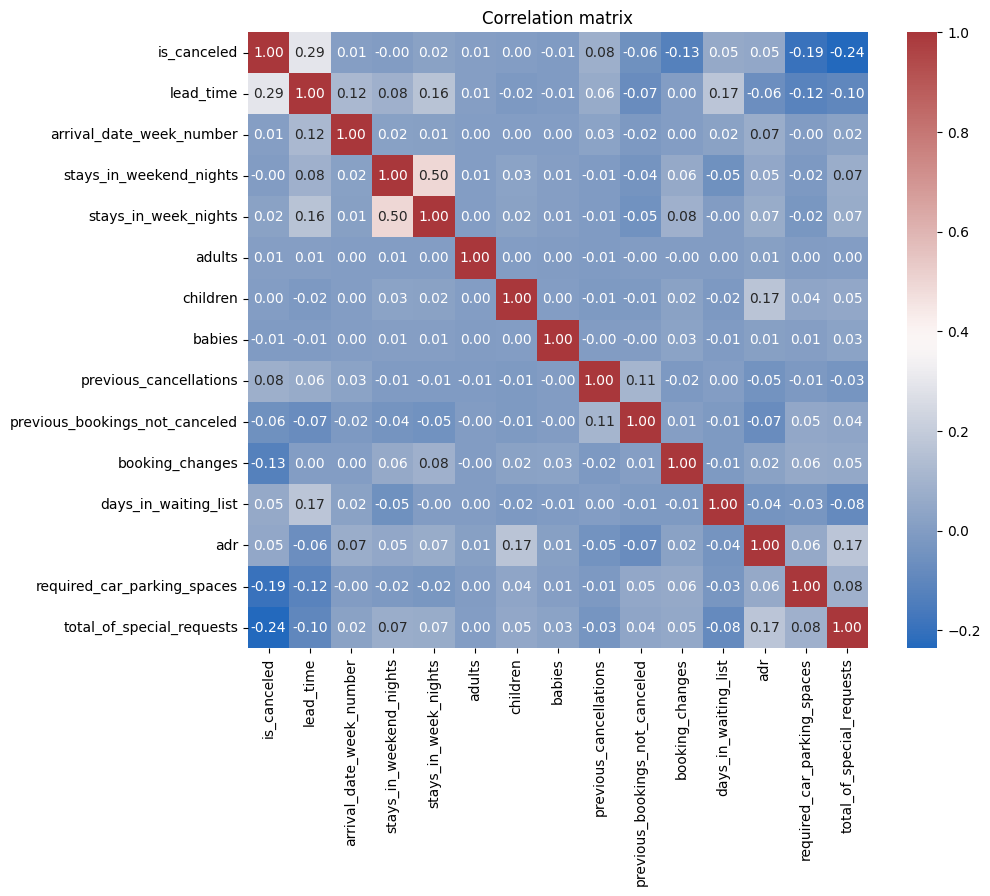 Correlation matrix
is_canceled 1.00 0.29 0.01 -0.00 0.02 0.01 0.00 -0.01 0.08 -0.06 -0.13 0.05 0.05 -0.19 -0.24
lead_time 0.29 1.00 0.12 0.08 0.16 0.01 -0.02 -0.01 0.06 -0.07 0.00 0.17 -0.06 -0.12 -0.10
arrival_date_week_number 0.01 0.12 1.00 0.02 0.01 0.00 0.00 0.00 0.03 -0.02 0.00 0.02 0.07 -0.00 0.02
stays_in_weekend_nights -0.00 0.08 0.02 1.00 0.50 0.01 0.03 0.01 -0.01 -0.04 0.06 -0.05 0.05 -0.02 0.07
stays_in_week_nights 0.02 0.16 0.01 0.50 1.00 0.00 0.02 0.01 -0.01 -0.05 0.08 -0.00 0.07 -0.02 0.07
adults 0.01 0.01 0.00 0.01 0.00 1.00 0.00 0.00 -0.01 -0.00 -0.00 0.00 0.01 0.00 0.00
children 0.00 -0.02 0.00 0.03 0.02 0.00 1.00 0.00 -0.01 -0.01 0.02 -0.02 0.17 0.04 0.05
babies -0.01 -0.01 0.00 0.01 0.01 0.00 0.00 1.00 -0.00 -0.00 0.03 -0.01 0.01 0.01 0.03
previous_cancellations 0.08 0.06 0.03 -0.01 -0.01 -0.01 -0.01 -0.00 1.00 0.11 -0.02 0.00 -0.05 -0.01 -0.03
previous_bookings_not_canceled -0.06 -0.07 -0.02 -0.04 -0.05 -0.00 -0.01 -0.00 0.11 1.00 0.01 -0.01 -0.07 0.05 0.04
booking_changes -0.13 0.00 0.00 0.06 0.08 -0.00 0.02 0.03 -0.02 0.01 1.00 -0.01 0.02 0.06 0.05
days_in_waiting_list 0.05 0.17 0.02 -0.05 -0.00 0.00 -0.02 -0.01 0.00 -0.01 -0.01 1.00 -0.04 -0.03 -0.08
adr 0.05 -0.06 0.07 0.05 0.07 0.01 0.17 0.01 -0.05 -0.07 0.02 -0.04 1.00 0.06 0.17
required_car_parking_spaces -0.19 -0.12 -0.00 -0.02 -0.02 0.00 0.04 0.01 -0.01 0.05 0.06 -0.03 0.06 1.00 0.08
total_of_special_requests -0.24 -0.10 0.02 0.07 0.07 0.00 0.05 0.03 -0.03 0.04 0.05 -0.08 0.17 0.08 1.00
is_canceled
lead_time
arrival_date_week_number
stays_in_weekend_nights
stays_in_week_nights
adults
children
babies
previous_cancellations
previous_bookings_not_canceled
booking_changes
days_in_waiting_list
adr
required_car_parking_spaces
total_of_special_requests
1.0
0.8
0.6
0.4
0.2
0.0
−0.2